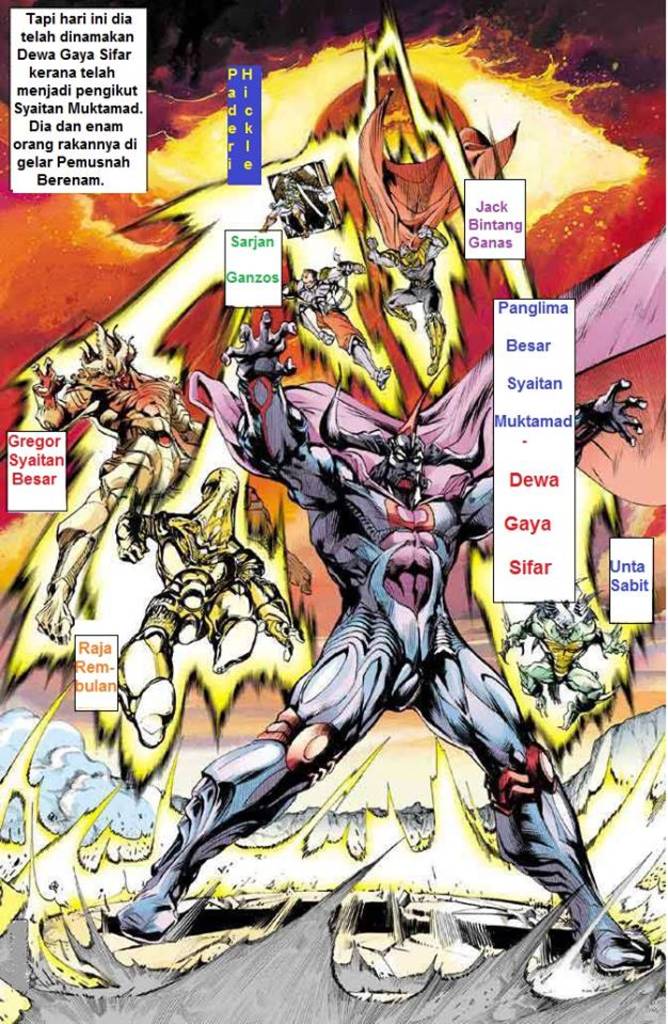 Tapi hari ini dia
telah dinamakan
Dewa Gaya Sifar
kerana telah
menjadi pengikut
Syaitan Muktamad.
Dia dan enam
orang rakannya di
gelar Pemusnah
Berenam.
Paderi
Hickle
Jack
Bintang
Ganas
Sarjan
Ganzos
Panglima
Besar
Syaitan
Muktamad
-
Dewa
Gaya
Sifar
Gregor
Syaitan
Besar
Unta
Sabit
Raja
Rem-
bulan